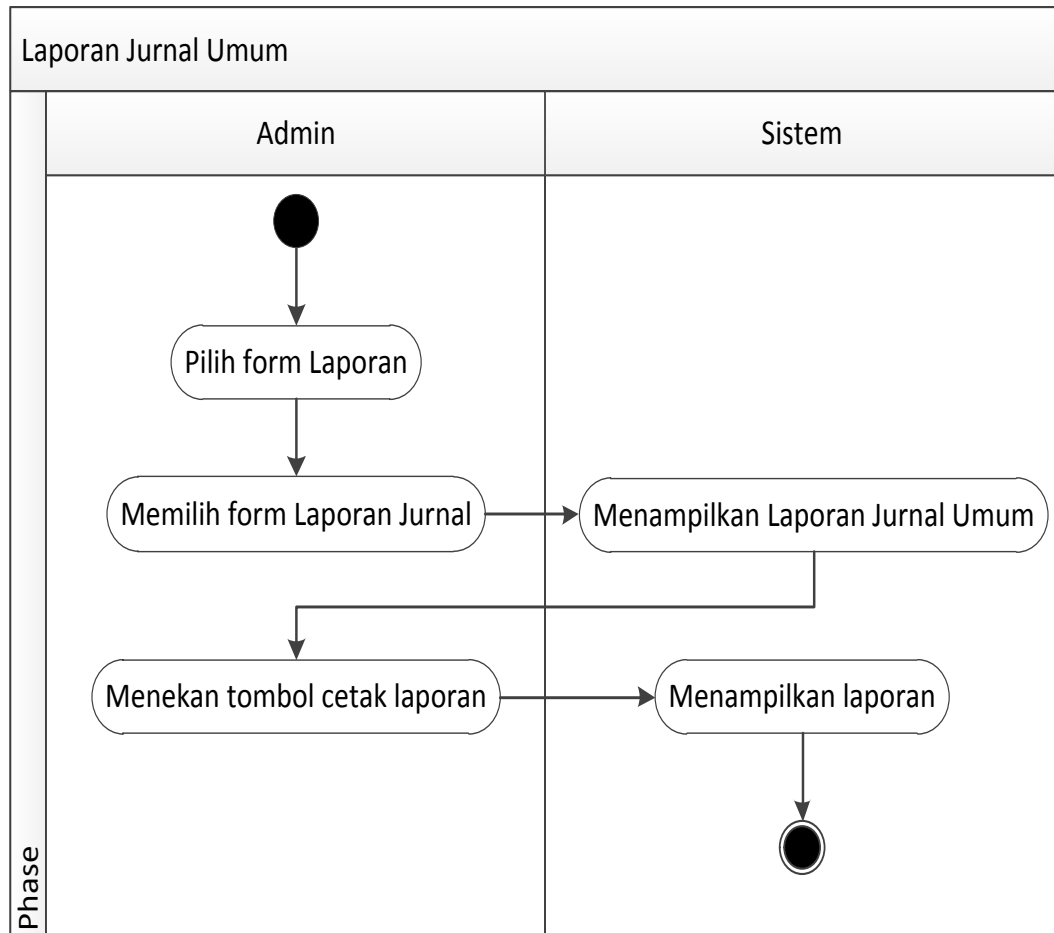 Laporan Jurnal Umum
Admin
Sistem
Pilih form Laporan
Memilih form Laporan Jurnal
Menampilkan Laporan Jurnal Umum
Menekan tombol cetak laporan
Menampilkan laporan
Phase